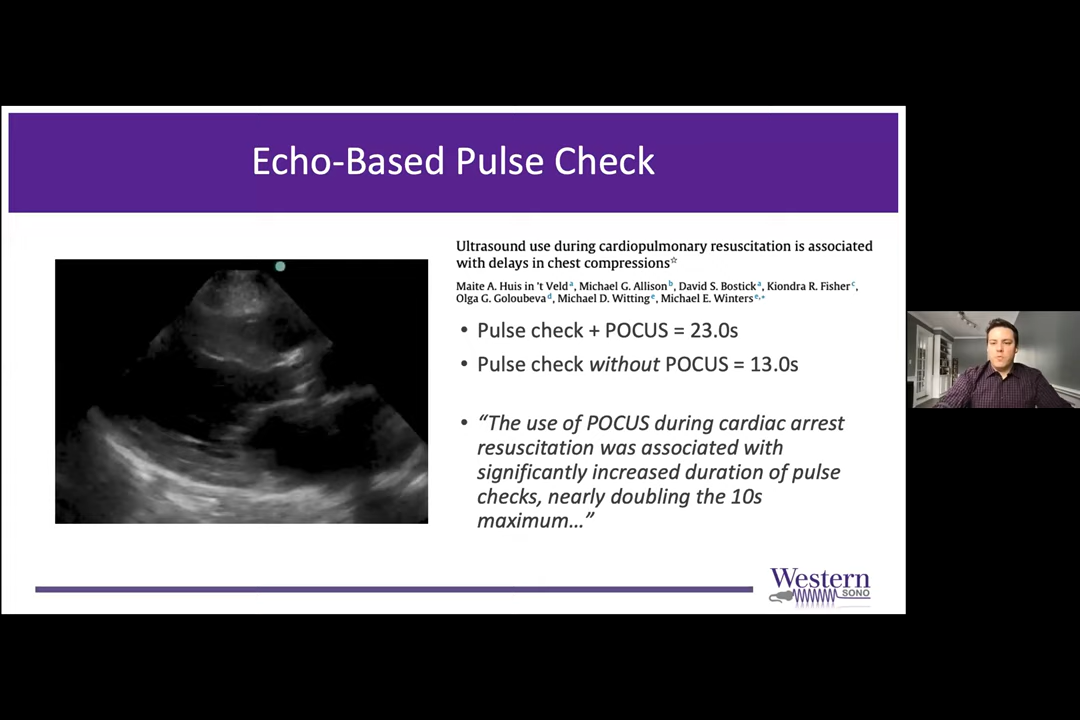 Echo-Based Pulse Check
Ultrasound use during cardiopulmonary resuscitation is associated
with delays in chest compressions☆
Maite A. Huis in 't Veld a, Michael G. Allison b, David S. Bostick a, Kiondra R. Fisher c,
Olga G. Goloubeva d, Michael D. Witting e, Michael E. Winters e,*
• Pulse check + POCUS = 23.0s
• Pulse check without POCUS = 13.0s
• “The use of POCUS during cardiac arrest
resuscitation was associated with
significantly increased duration of pulse
checks, nearly doubling the 10s
maximum…”
Western
SONO